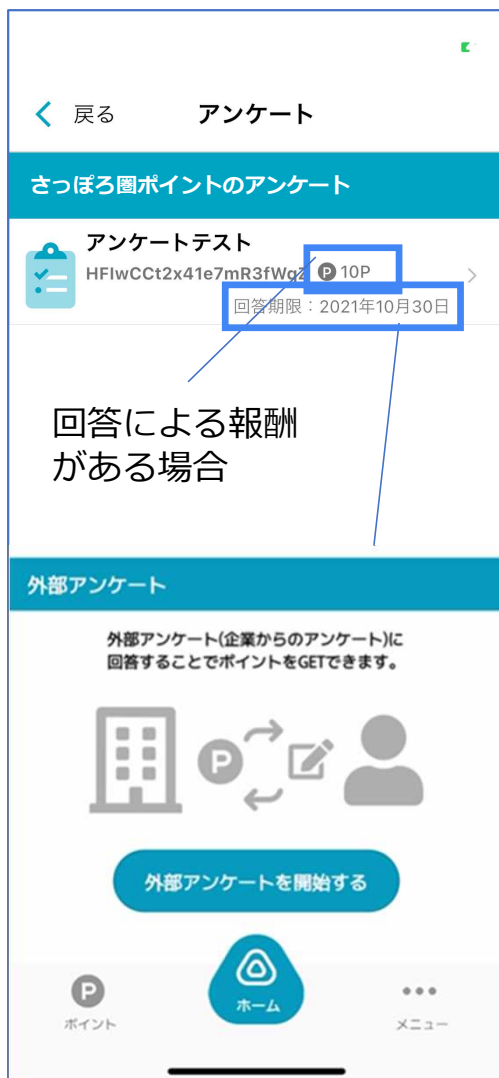 戻る
アンケート
さっぽろ圏ポイントのアンケート
アンケートテスト
HFIwCCt2x41e7mR3fWqZ P 10P
回答期限：2021年10月30日
回答による報酬
がある場合
外部アンケート
外部アンケート(企業からのアンケート)に
回答することでポイントをGETできます。
P
外部アンケートを開始する
P
ポイント
ホーム
メニュー